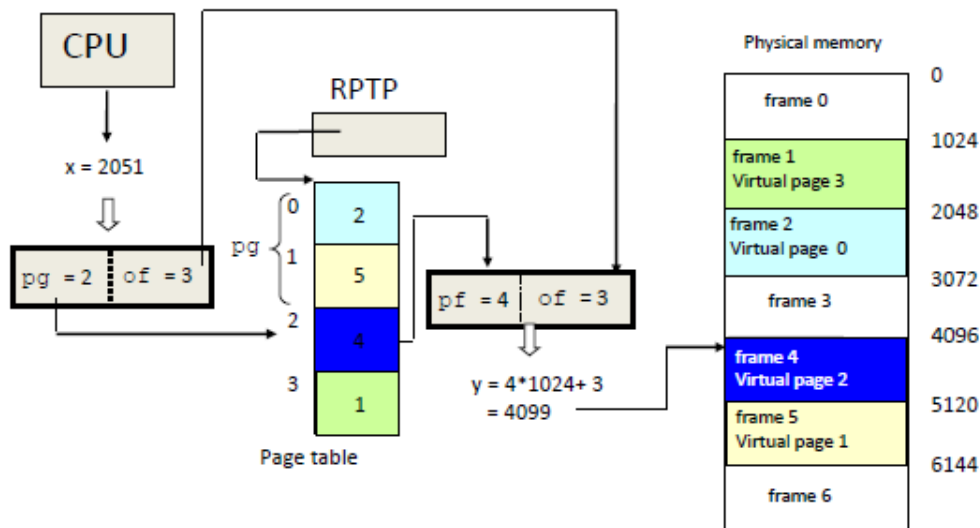 CPU
x = 2051
pg = 2 of = 3
RPTP
pg
0
1
2
3
2
5
4
1
Page table
pf = 4 of = 3
y = 4*1024+ 3
= 4099
Physical memory
frame 0
frame 1
Virtual page 3
frame 2
Virtual page 0
frame 3
frame 4
Virtual page 2
frame 5
Virtual page 1
frame 6
0
1024
2048
3072
4096
5120
6144